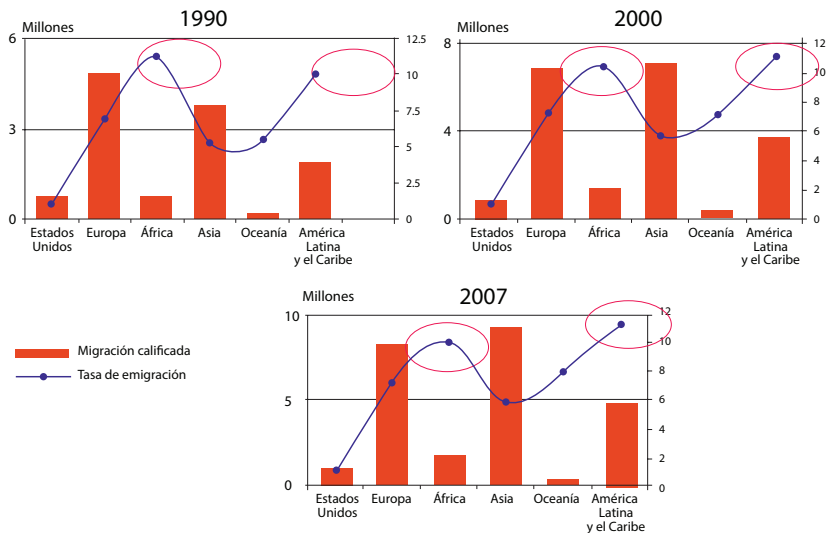 1990
Millones
6
3
0
12.5
10
7.5
5
2.5
0
Estados
Unidos
Europa
África
Asia
Oceanía
América
Latina
y el Caribe
2000
Millones
8
4
0
12
10
8
6
4
2
0
Estados
Unidos
Europa
África
Asia
Oceanía
América
Latina
y el Caribe
2007
Millones
10
5
0
12
10
8
6
4
2
0
Estados
Unidos
Europa
África
Asia
Oceanía
América
Latina
y el Caribe
Migración calificada
Tasa de emigración